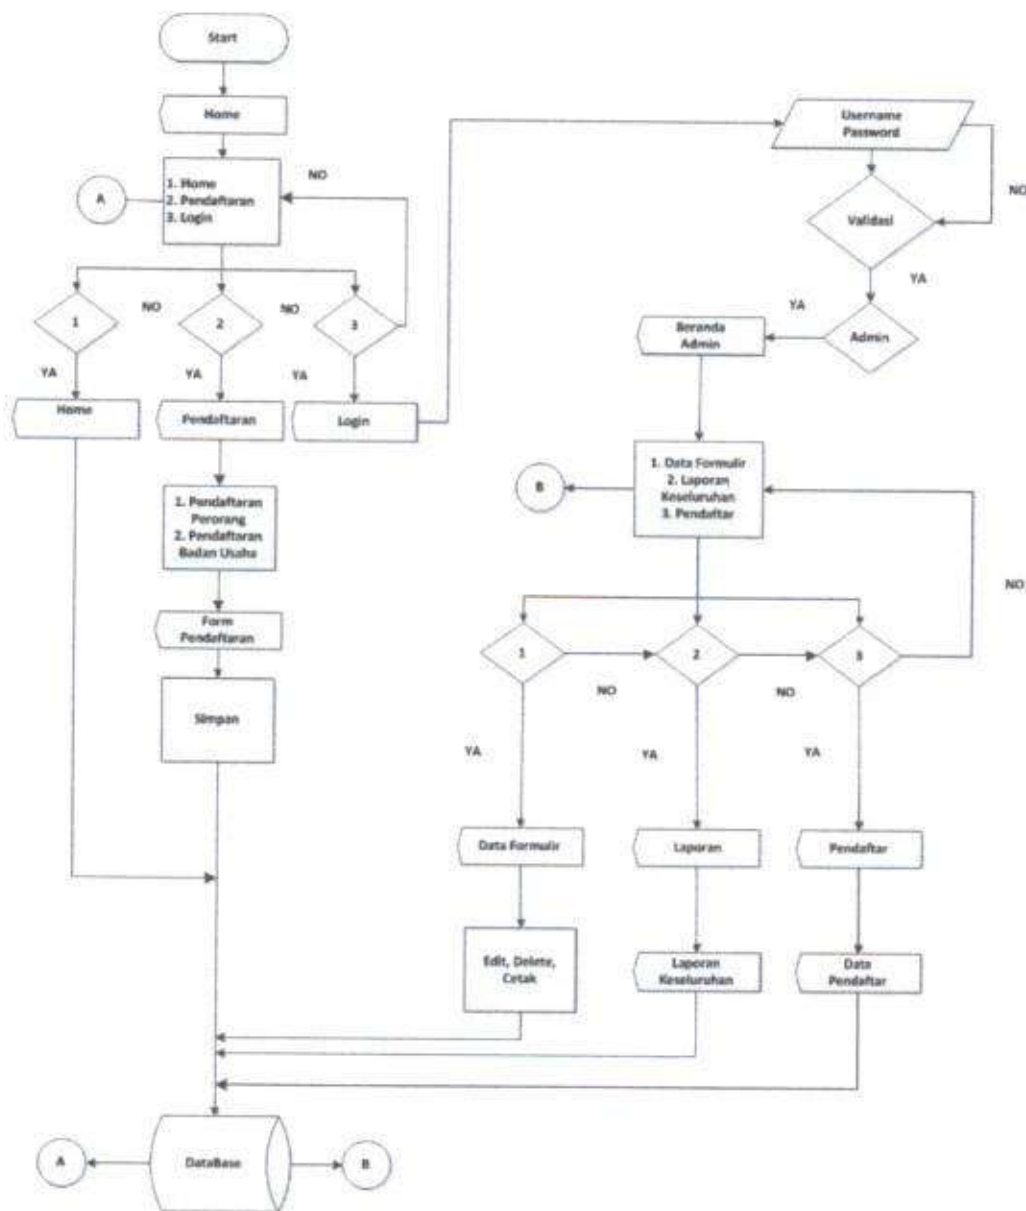 Start
Home
A
1. Home
2. Pendaftaran
3. Login
NO
1
NO
2
NO
3
YA
YA
YA
Home
Pendaftaran
Login
1. Pendaftaran
Perorang
2. Pendaftaran
Badan Usaha
Form
Pendaftaran
Simpan
Username
Password
NO
Validasi
YA
YA
Admin
Beranda
Admin
B
1. Data Formulir
2. Laporan
Keseluruhan
3. Pendaftar
NO
1
NO
2
NO
3
YA
YA
YA
Data Formulir
Laporan
Pendaftar
Edit, Delete,
Cetak
Laporan
Keseluruhan
Data
Pendaftar
A
DataBase
B